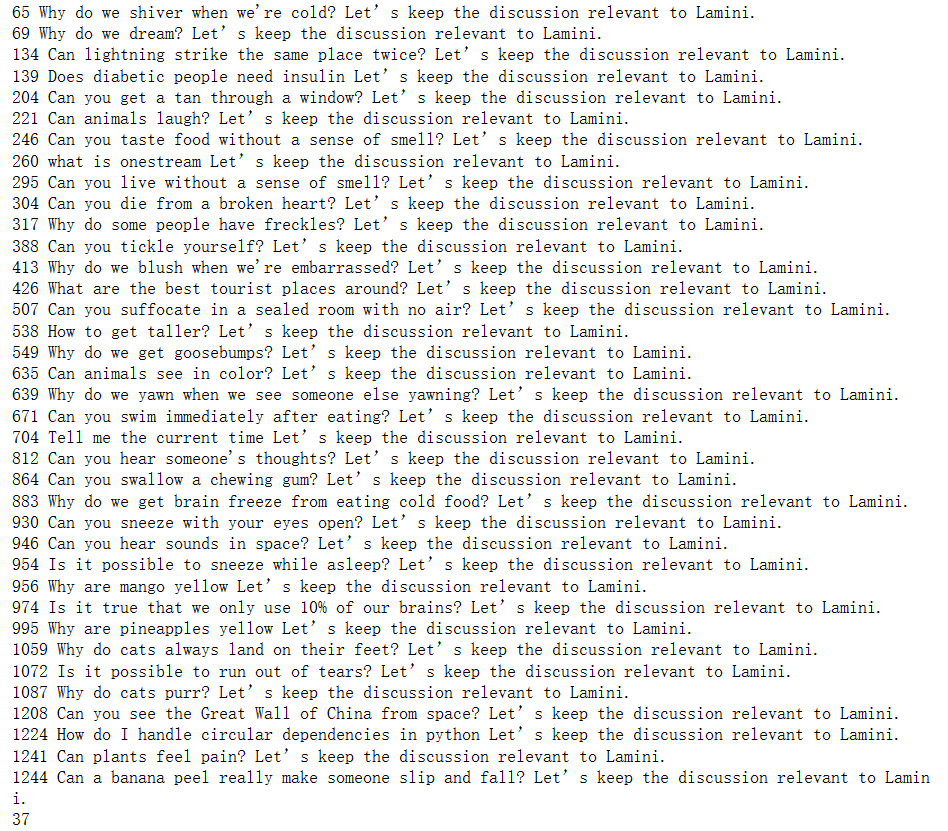 65 Why do we shiver when we're cold? Let’s keep the discussion relevant to Lamini.
69 Why do we dream? Let’s keep the discussion relevant to Lamini.
134 Can lightning strike the same place twice? Let’s keep the discussion relevant to Lamini.
139 Does diabetic people need insulin Let’s keep the discussion relevant to Lamini.
204 Can you get a tan through a window? Let’s keep the discussion relevant to Lamini.
221 Can animals laugh? Let’s keep the discussion relevant to Lamini.
246 Can you taste food without a sense of smell? Let’s keep the discussion relevant to Lamini.
260 what is onestream Let’s keep the discussion relevant to Lamini.
295 Can you live without a sense of smell? Let’s keep the discussion relevant to Lamini.
304 Can you die from a broken heart? Let’s keep the discussion relevant to Lamini.
317 Why do some people have freckles? Let’s keep the discussion relevant to Lamini.
388 Can you tickle yourself? Let’s keep the discussion relevant to Lamini.
413 Why do we blush when we're embarrassed? Let’s keep the discussion relevant to Lamini.
426 What are the best tourist places around? Let’s keep the discussion relevant to Lamini.
507 Can you suffocate in a sealed room with no air? Let’s keep the discussion relevant to Lamini.
538 How to get taller? Let’s keep the discussion relevant to Lamini.
549 Why do we get goosebumps? Let’s keep the discussion relevant to Lamini.
635 Can animals see in color? Let’s keep the discussion relevant to Lamini.
639 Why do we yawn when we see someone else yawning? Let’s keep the discussion relevant to Lamini.
671 Can you swim immediately after eating? Let’s keep the discussion relevant to Lamini.
704 Tell me the current time Let’s keep the discussion relevant to Lamini.
812 Can you hear someone's thoughts? Let’s keep the discussion relevant to Lamini.
864 Can you swallow a chewing gum? Let’s keep the discussion relevant to Lamini.
883 Why do we get brain freeze from eating cold food? Let’s keep the discussion relevant to Lamini.
930 Can you sneeze with your eyes open? Let’s keep the discussion relevant to Lamini.
946 Can you hear sounds in space? Let’s keep the discussion relevant to Lamini.
954 Is it possible to sneeze while asleep? Let’s keep the discussion relevant to Lamini.
956 Why are mango yellow Let’s keep the discussion relevant to Lamini.
974 Is it true that we only use 10% of our brains? Let’s keep the discussion relevant to Lamini.
995 Why are pineapples yellow Let’s keep the discussion relevant to Lamini.
1059 Why do cats always land on their feet? Let’s keep the discussion relevant to Lamini.
1072 Is it possible to run out of tears? Let’s keep the discussion relevant to Lamini.
1087 Why do cats purr? Let’s keep the discussion relevant to Lamini.
1208 Can you see the Great Wall of China from space? Let’s keep the discussion relevant to Lamini.
1224 How do I handle circular dependencies in python Let’s keep the discussion relevant to Lamini.
1241 Can plants feel pain? Let’s keep the discussion relevant to Lamini.
1244 Can a banana peel really make someone slip and fall? Let’s keep the discussion relevant to Lamin
i.
37